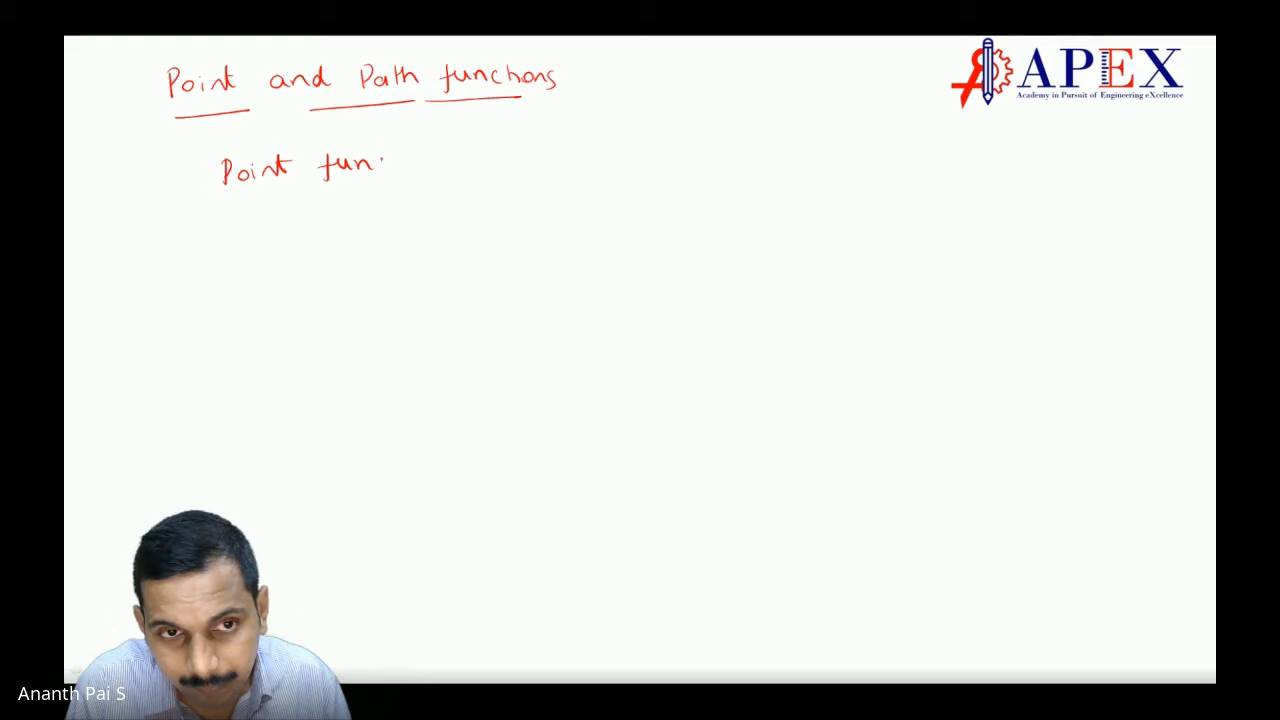 Point and Path functions
APEX
Academy in Pursuit of Engineering eXcellence
Point fun
Ananth Pai S